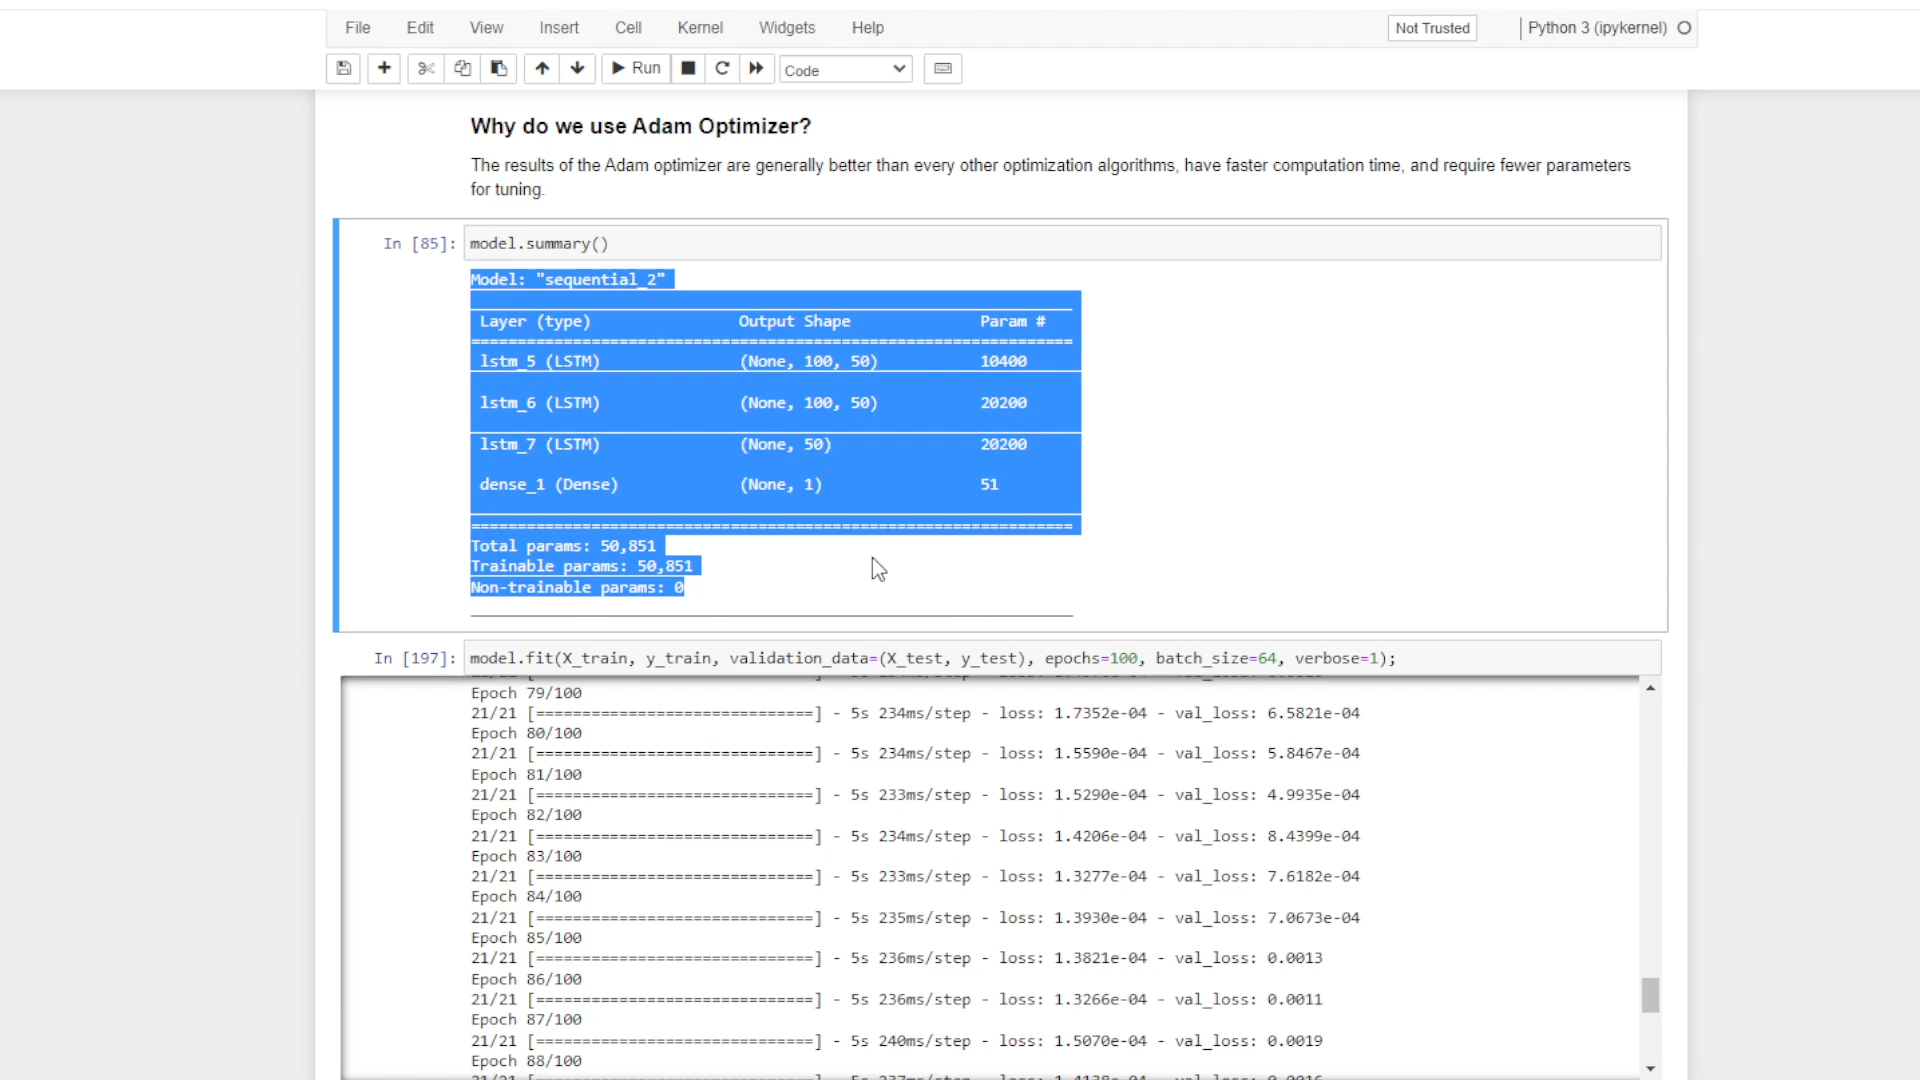 File Edit View Insert Cell Kernel Widgets Help Not Trusted Python 3 (ipykernel)
Run Code
Why do we use Adam Optimizer?
The results of the Adam optimizer are generally better than every other optimization algorithms, have faster computation time, and require fewer parameters
for tuning.
In [85]: model.summary()
Model: "sequential_2"
Layer (type) Output Shape Param #
=================================================================
lstm_5 (LSTM) (None, 100, 50) 10400
lstm_6 (LSTM) (None, 100, 50) 20200
lstm_7 (LSTM) (None, 50) 20200
dense_1 (Dense) (None, 1) 51
=================================================================
Total params: 50,851
Trainable params: 50,851
Non-trainable params: 0
In [197]: model.fit(X_train, y_train, validation_data=(X_test, y_test), epochs=100, batch_size=64, verbose=1);
Epoch 79/100
21/21 [==============================] - 5s 234ms/step - loss: 1.7352e-04 - val_loss: 6.5821e-04
Epoch 80/100
21/21 [==============================] - 5s 234ms/step - loss: 1.5590e-04 - val_loss: 5.8467e-04
Epoch 81/100
21/21 [==============================] - 5s 233ms/step - loss: 1.5290e-04 - val_loss: 4.9935e-04
Epoch 82/100
21/21 [==============================] - 5s 234ms/step - loss: 1.4206e-04 - val_loss: 8.4399e-04
Epoch 83/100
21/21 [==============================] - 5s 233ms/step - loss: 1.3277e-04 - val_loss: 7.6182e-04
Epoch 84/100
21/21 [==============================] - 5s 235ms/step - loss: 1.3930e-04 - val_loss: 7.0673e-04
Epoch 85/100
21/21 [==============================] - 5s 236ms/step - loss: 1.3821e-04 - val_loss: 0.0013
Epoch 86/100
21/21 [==============================] - 5s 236ms/step - loss: 1.3266e-04 - val_loss: 0.0011
Epoch 87/100
21/21 [==============================] - 5s 240ms/step - loss: 1.5070e-04 - val_loss: 0.0019
Epoch 88/100